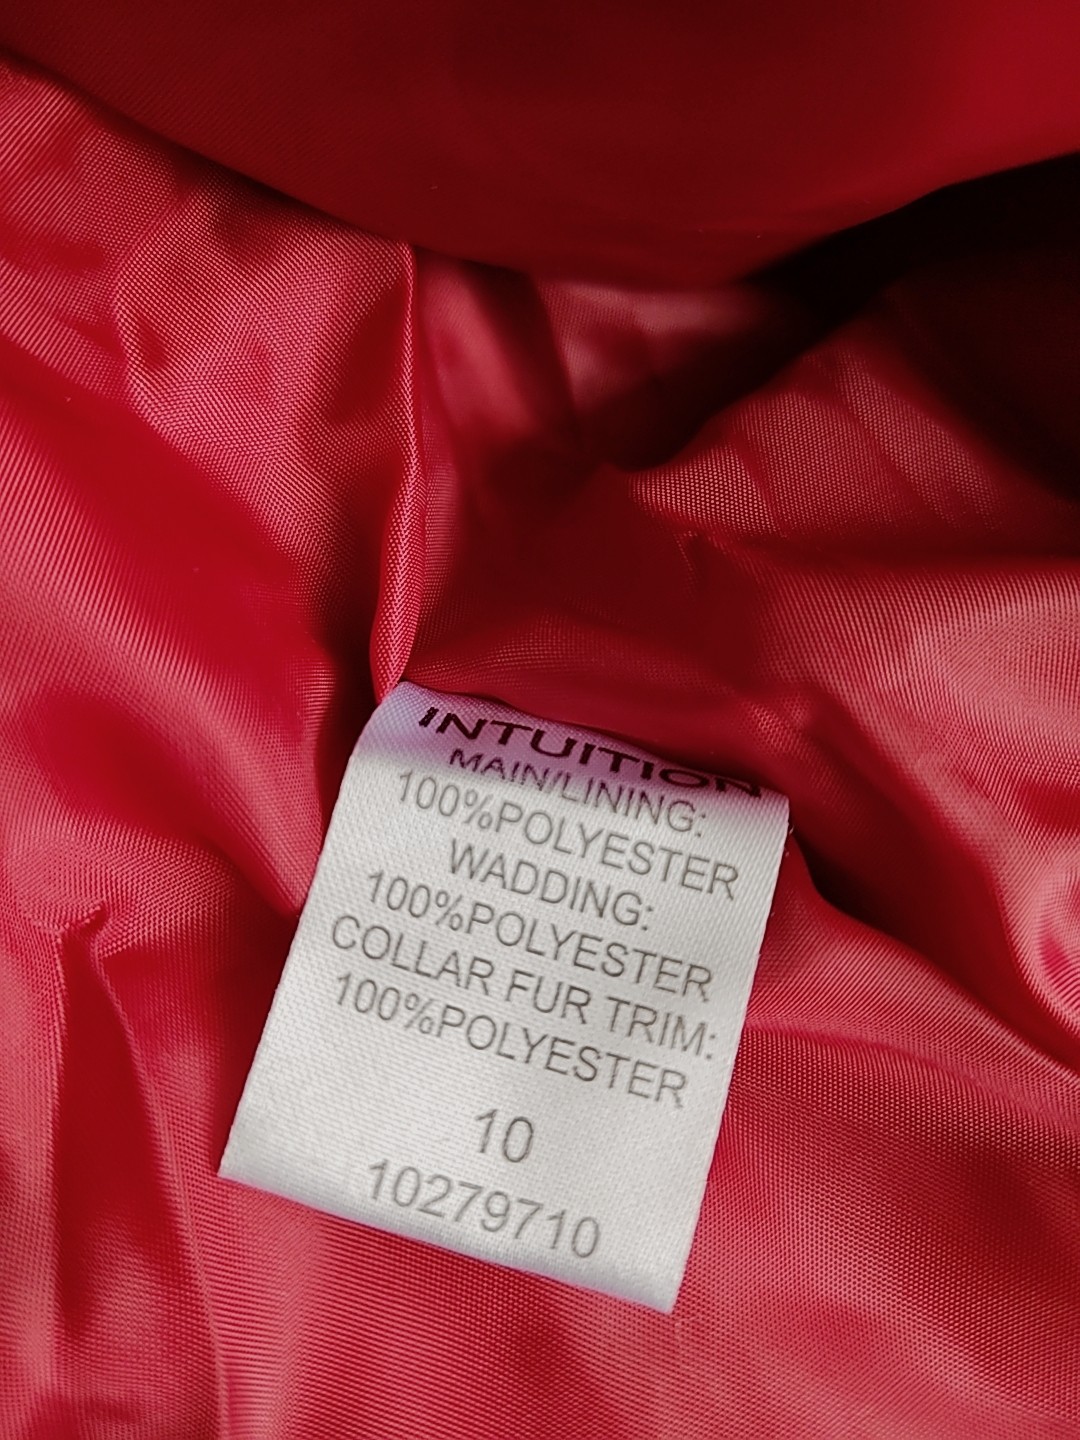 INTUITION
MAIN/LINING:
100%POLYESTER
WADDING:
100%POLYESTER
COLLAR FUR TRIM:
100%POLYESTER
10
10279710